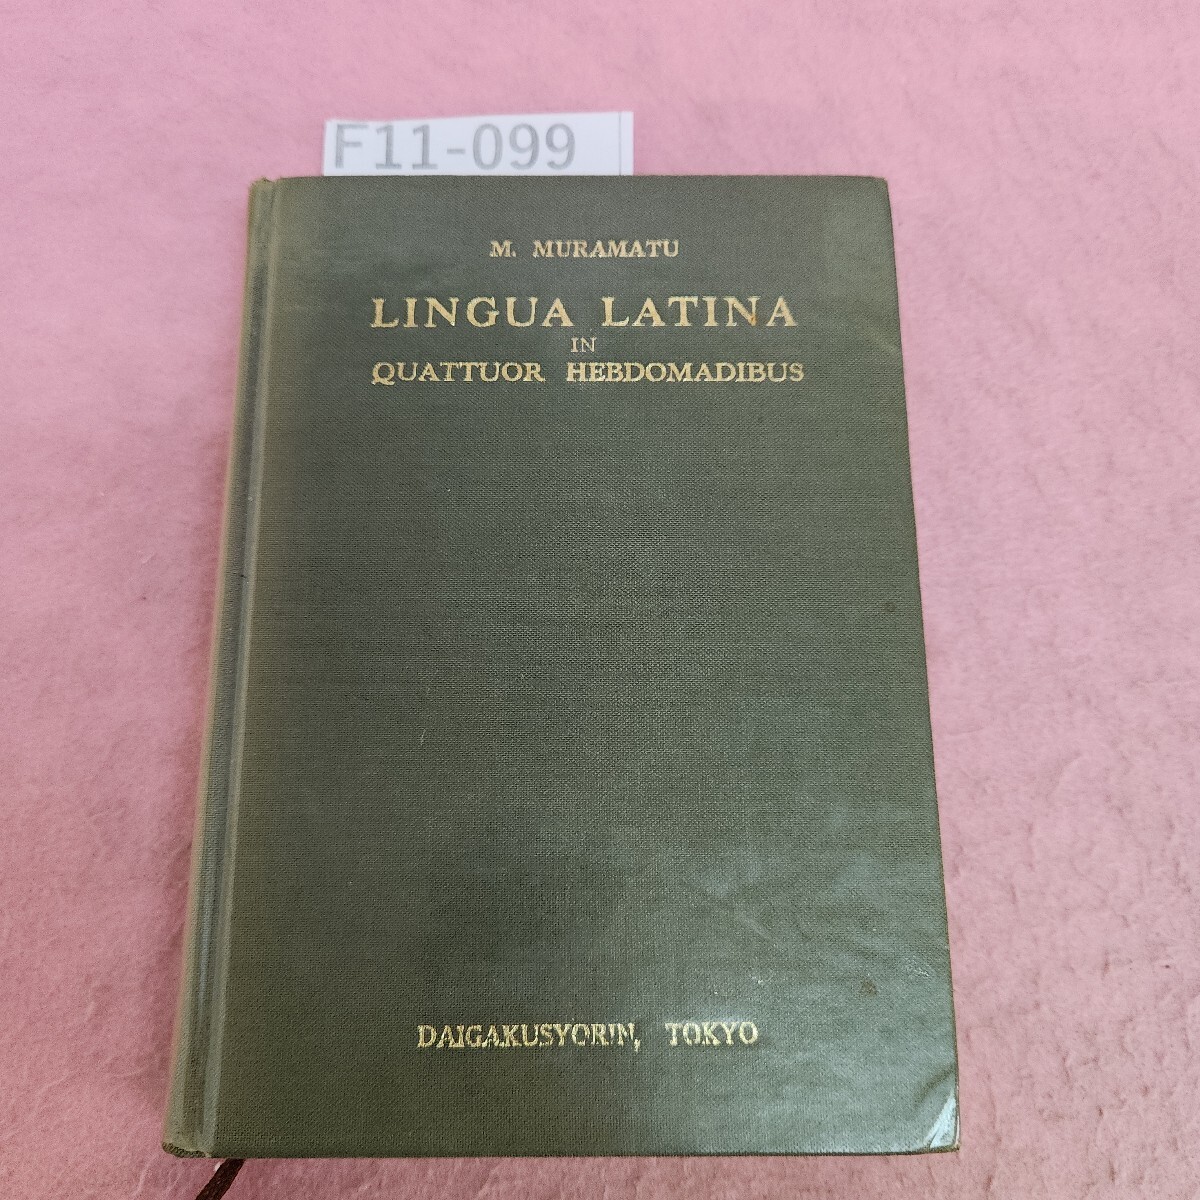 F11-099
M. MURAMATU
LINGUA LATINA
IN
QUATTUOR HEBDOMADIBUS
DAIGAKUSYORIN, TOKYO